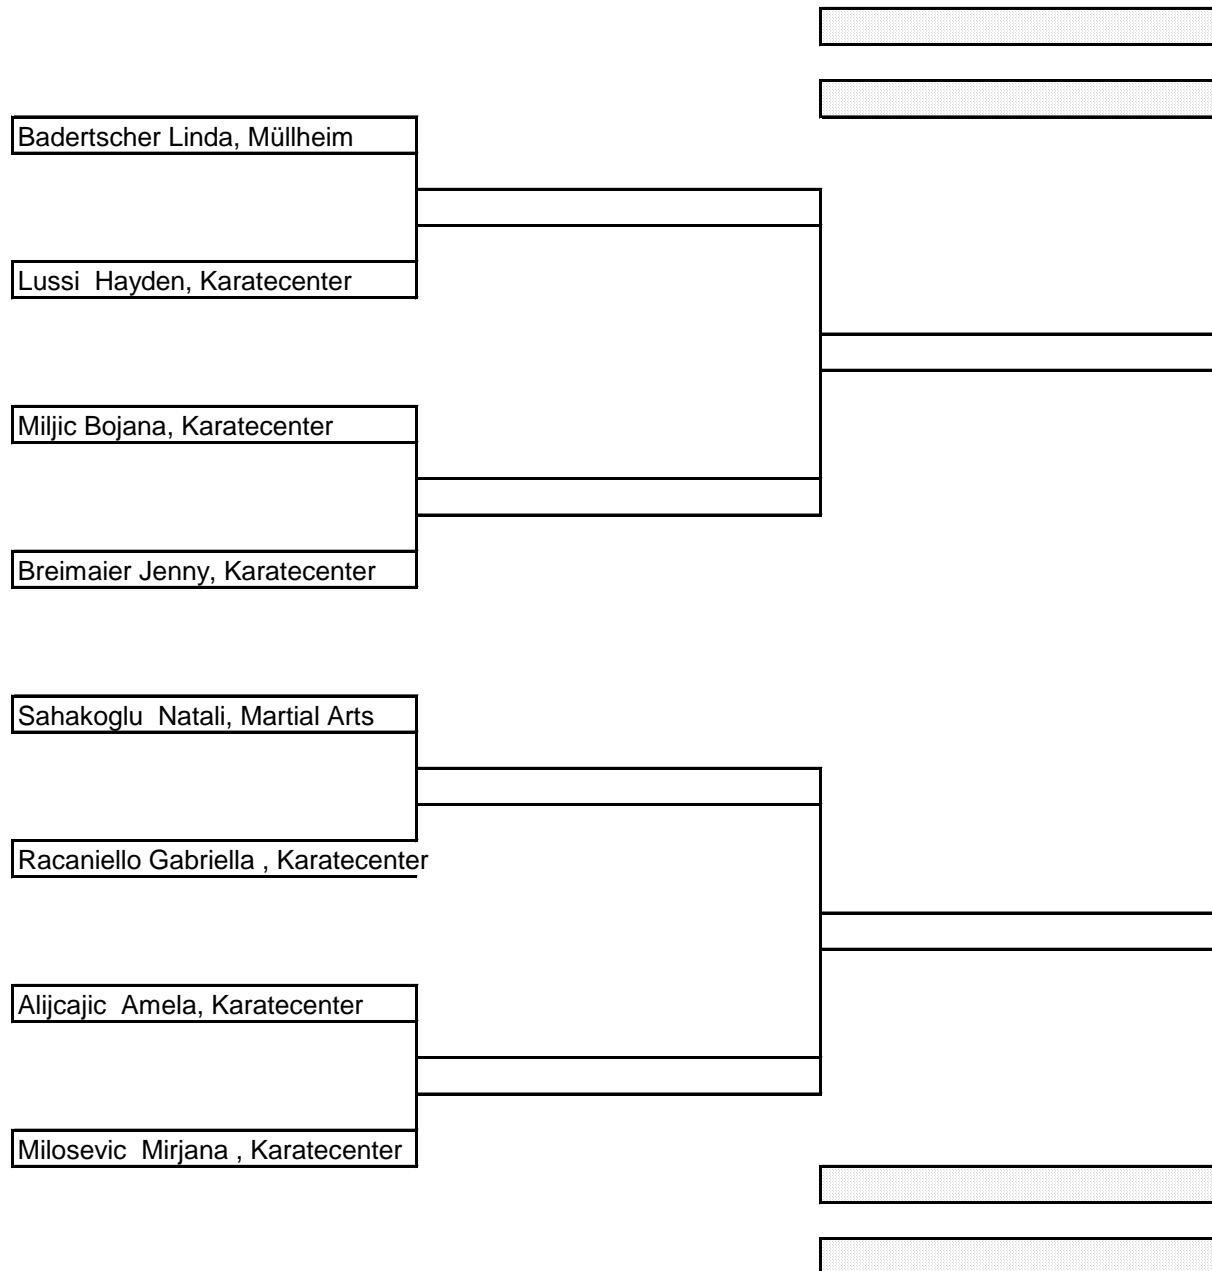 Badertscher Linda, Müllheim
Lussi  Hayden, Karatecenter
Miljic Bojana, Karatecenter
Breimaier Jenny, Karatecenter
Sahakoglu  Natali, Martial Arts
Racaniello Gabriella , Karatecenter
Alijcajic  Amela, Karatecenter
Milosevic  Mirjana , Karatecenter